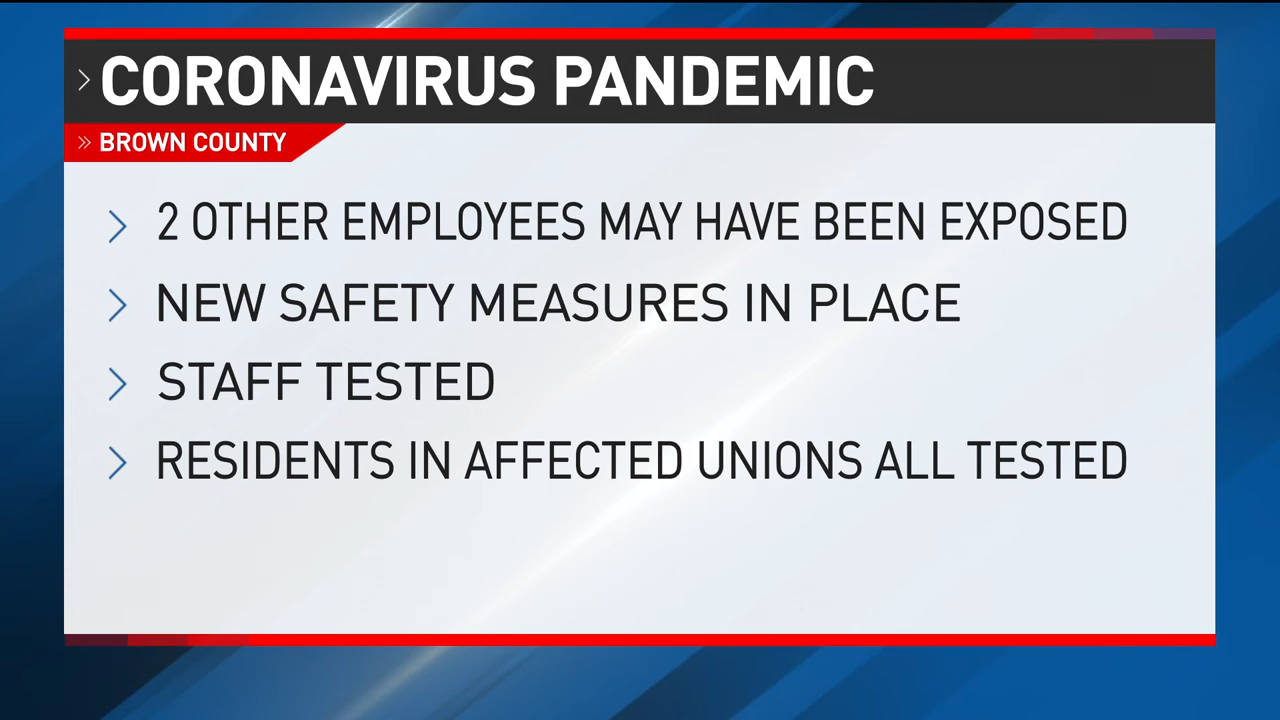 CORONAVIRUS PANDEMIC
BROWN COUNTY
2 OTHER EMPLOYEES MAY HAVE BEEN EXPOSED
NEW SAFETY MEASURES IN PLACE
STAFF TESTED
RESIDENTS IN AFFECTED UNIONS ALL TESTED